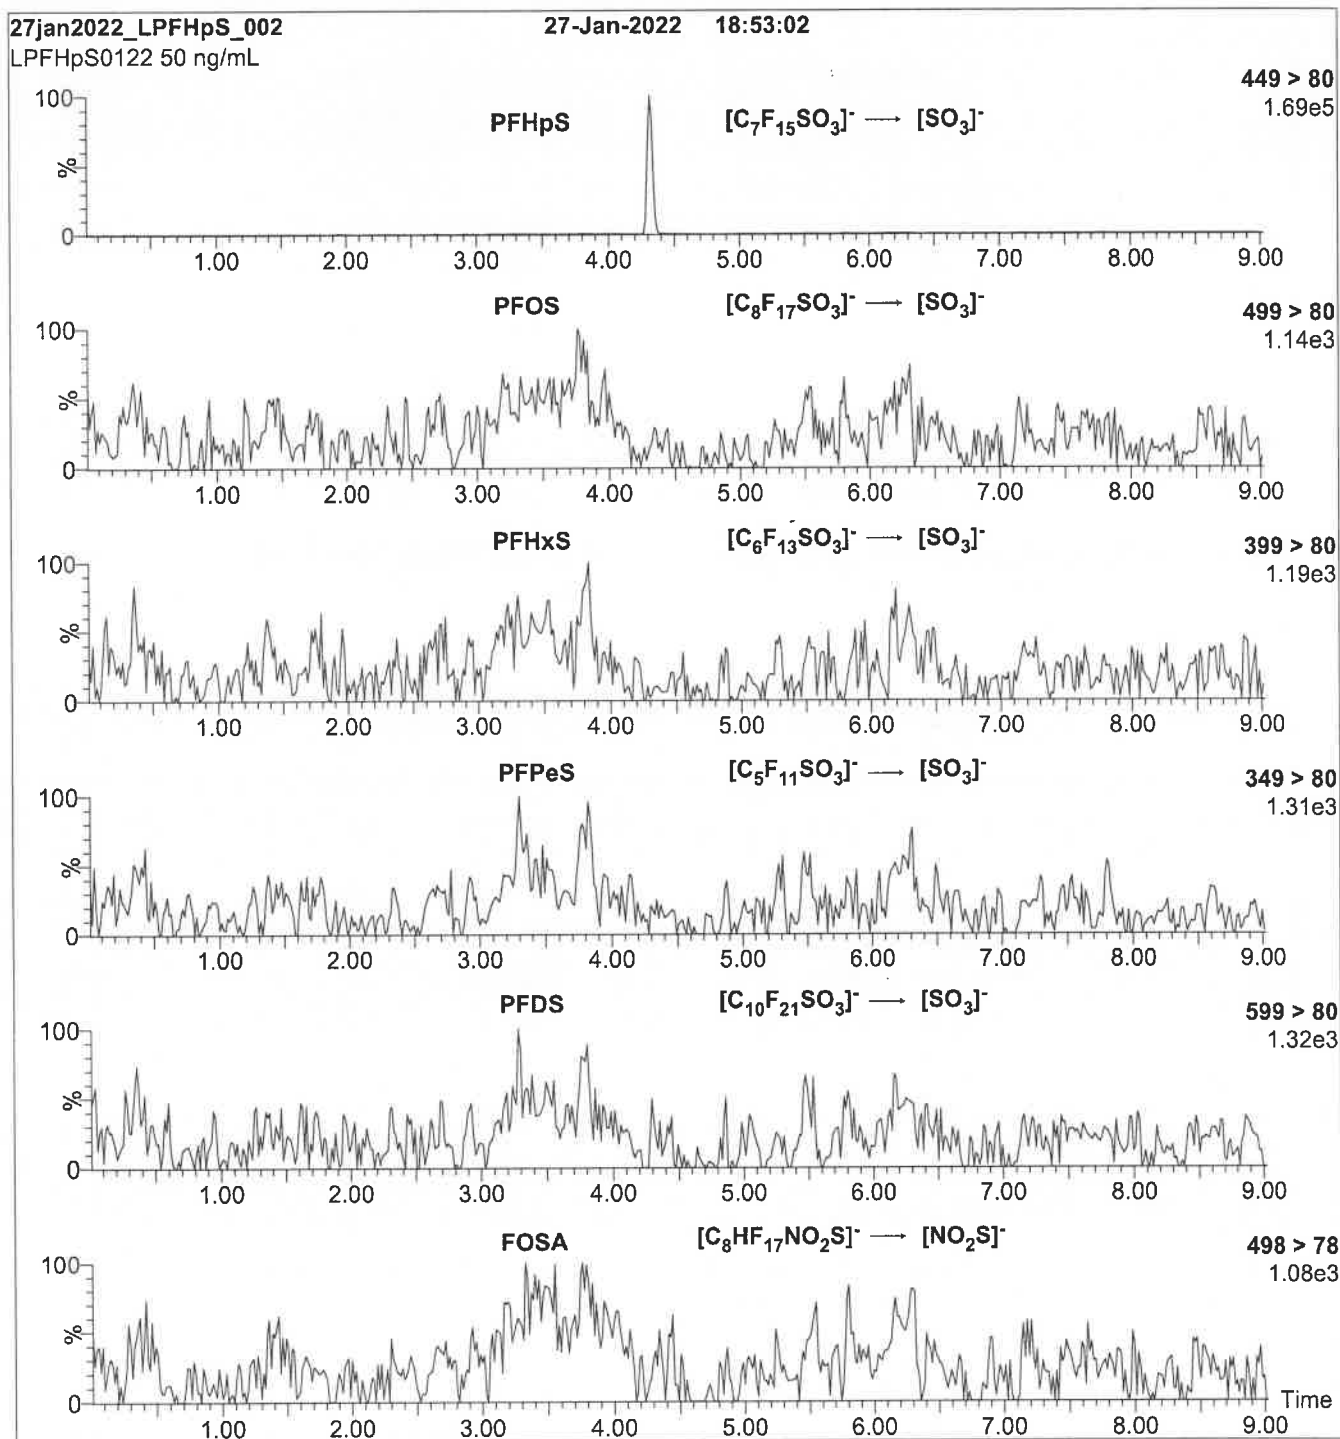 27jan2022_LPFHpS_002 27-Jan-2022 18:53:02
LPFHpS0122 50 ng/mL
449 > 80
1.69e5
PFHpS [C₇F₁₅SO₃]⁻ → [SO₃]⁻
100
%
0
1.00 2.00 3.00 4.00 5.00 6.00 7.00 8.00 9.00
PFOS [C₈F₁₇SO₃]⁻ → [SO₃]⁻
499 > 80
1.14e3
100
%
0
1.00 2.00 3.00 4.00 5.00 6.00 7.00 8.00 9.00
PFHxS [C₆F₁₃SO₃]⁻ → [SO₃]⁻
399 > 80
1.19e3
100
%
0
1.00 2.00 3.00 4.00 5.00 6.00 7.00 8.00 9.00
PFPeS [C₅F₁₁SO₃]⁻ → [SO₃]⁻
349 > 80
1.31e3
100
%
0
1.00 2.00 3.00 4.00 5.00 6.00 7.00 8.00 9.00
PFDS [C₁₀F₂₁SO₃]⁻ → [SO₃]⁻
599 > 80
1.32e3
100
%
0
1.00 2.00 3.00 4.00 5.00 6.00 7.00 8.00 9.00
FOSA [C₈HF₁₇NO₂S]⁻ → [NO₂S]⁻
498 > 78
1.08e3
100
%
0
Time
1.00 2.00 3.00 4.00 5.00 6.00 7.00 8.00 9.00